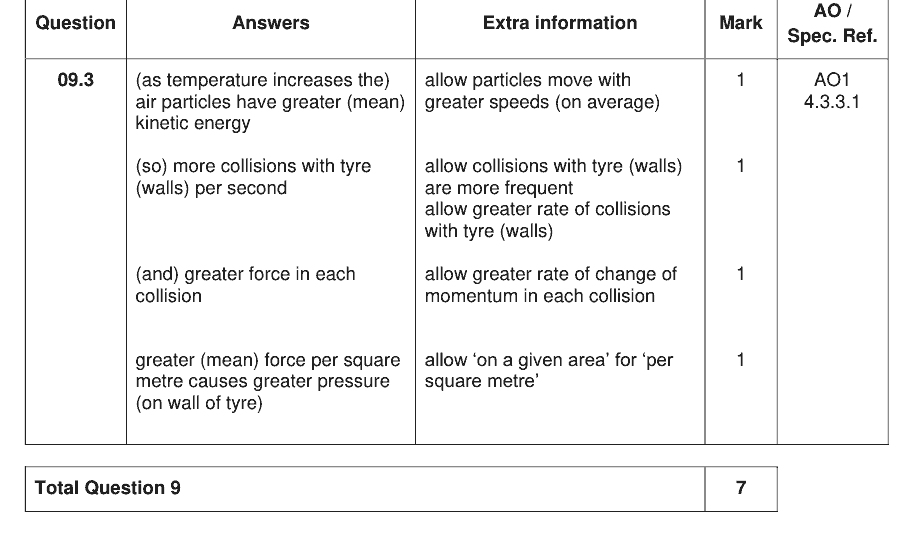 Question Answers Extra information Mark AO /
Spec. Ref.
09.3 (as temperature increases the) allow particles move with 1 AO1
air particles have greater (mean) greater speeds (on average) 4.3.3.1
kinetic energy
(so) more collisions with tyre allow collisions with tyre (walls) 1
(walls) per second are more frequent
allow greater rate of collisions
with tyre (walls)
(and) greater force in each allow greater rate of change of 1
collision momentum in each collision
greater (mean) force per square allow ‘on a given area’ for ‘per 1
metre causes greater pressure square metre’
(on wall of tyre)
Total Question 9 7